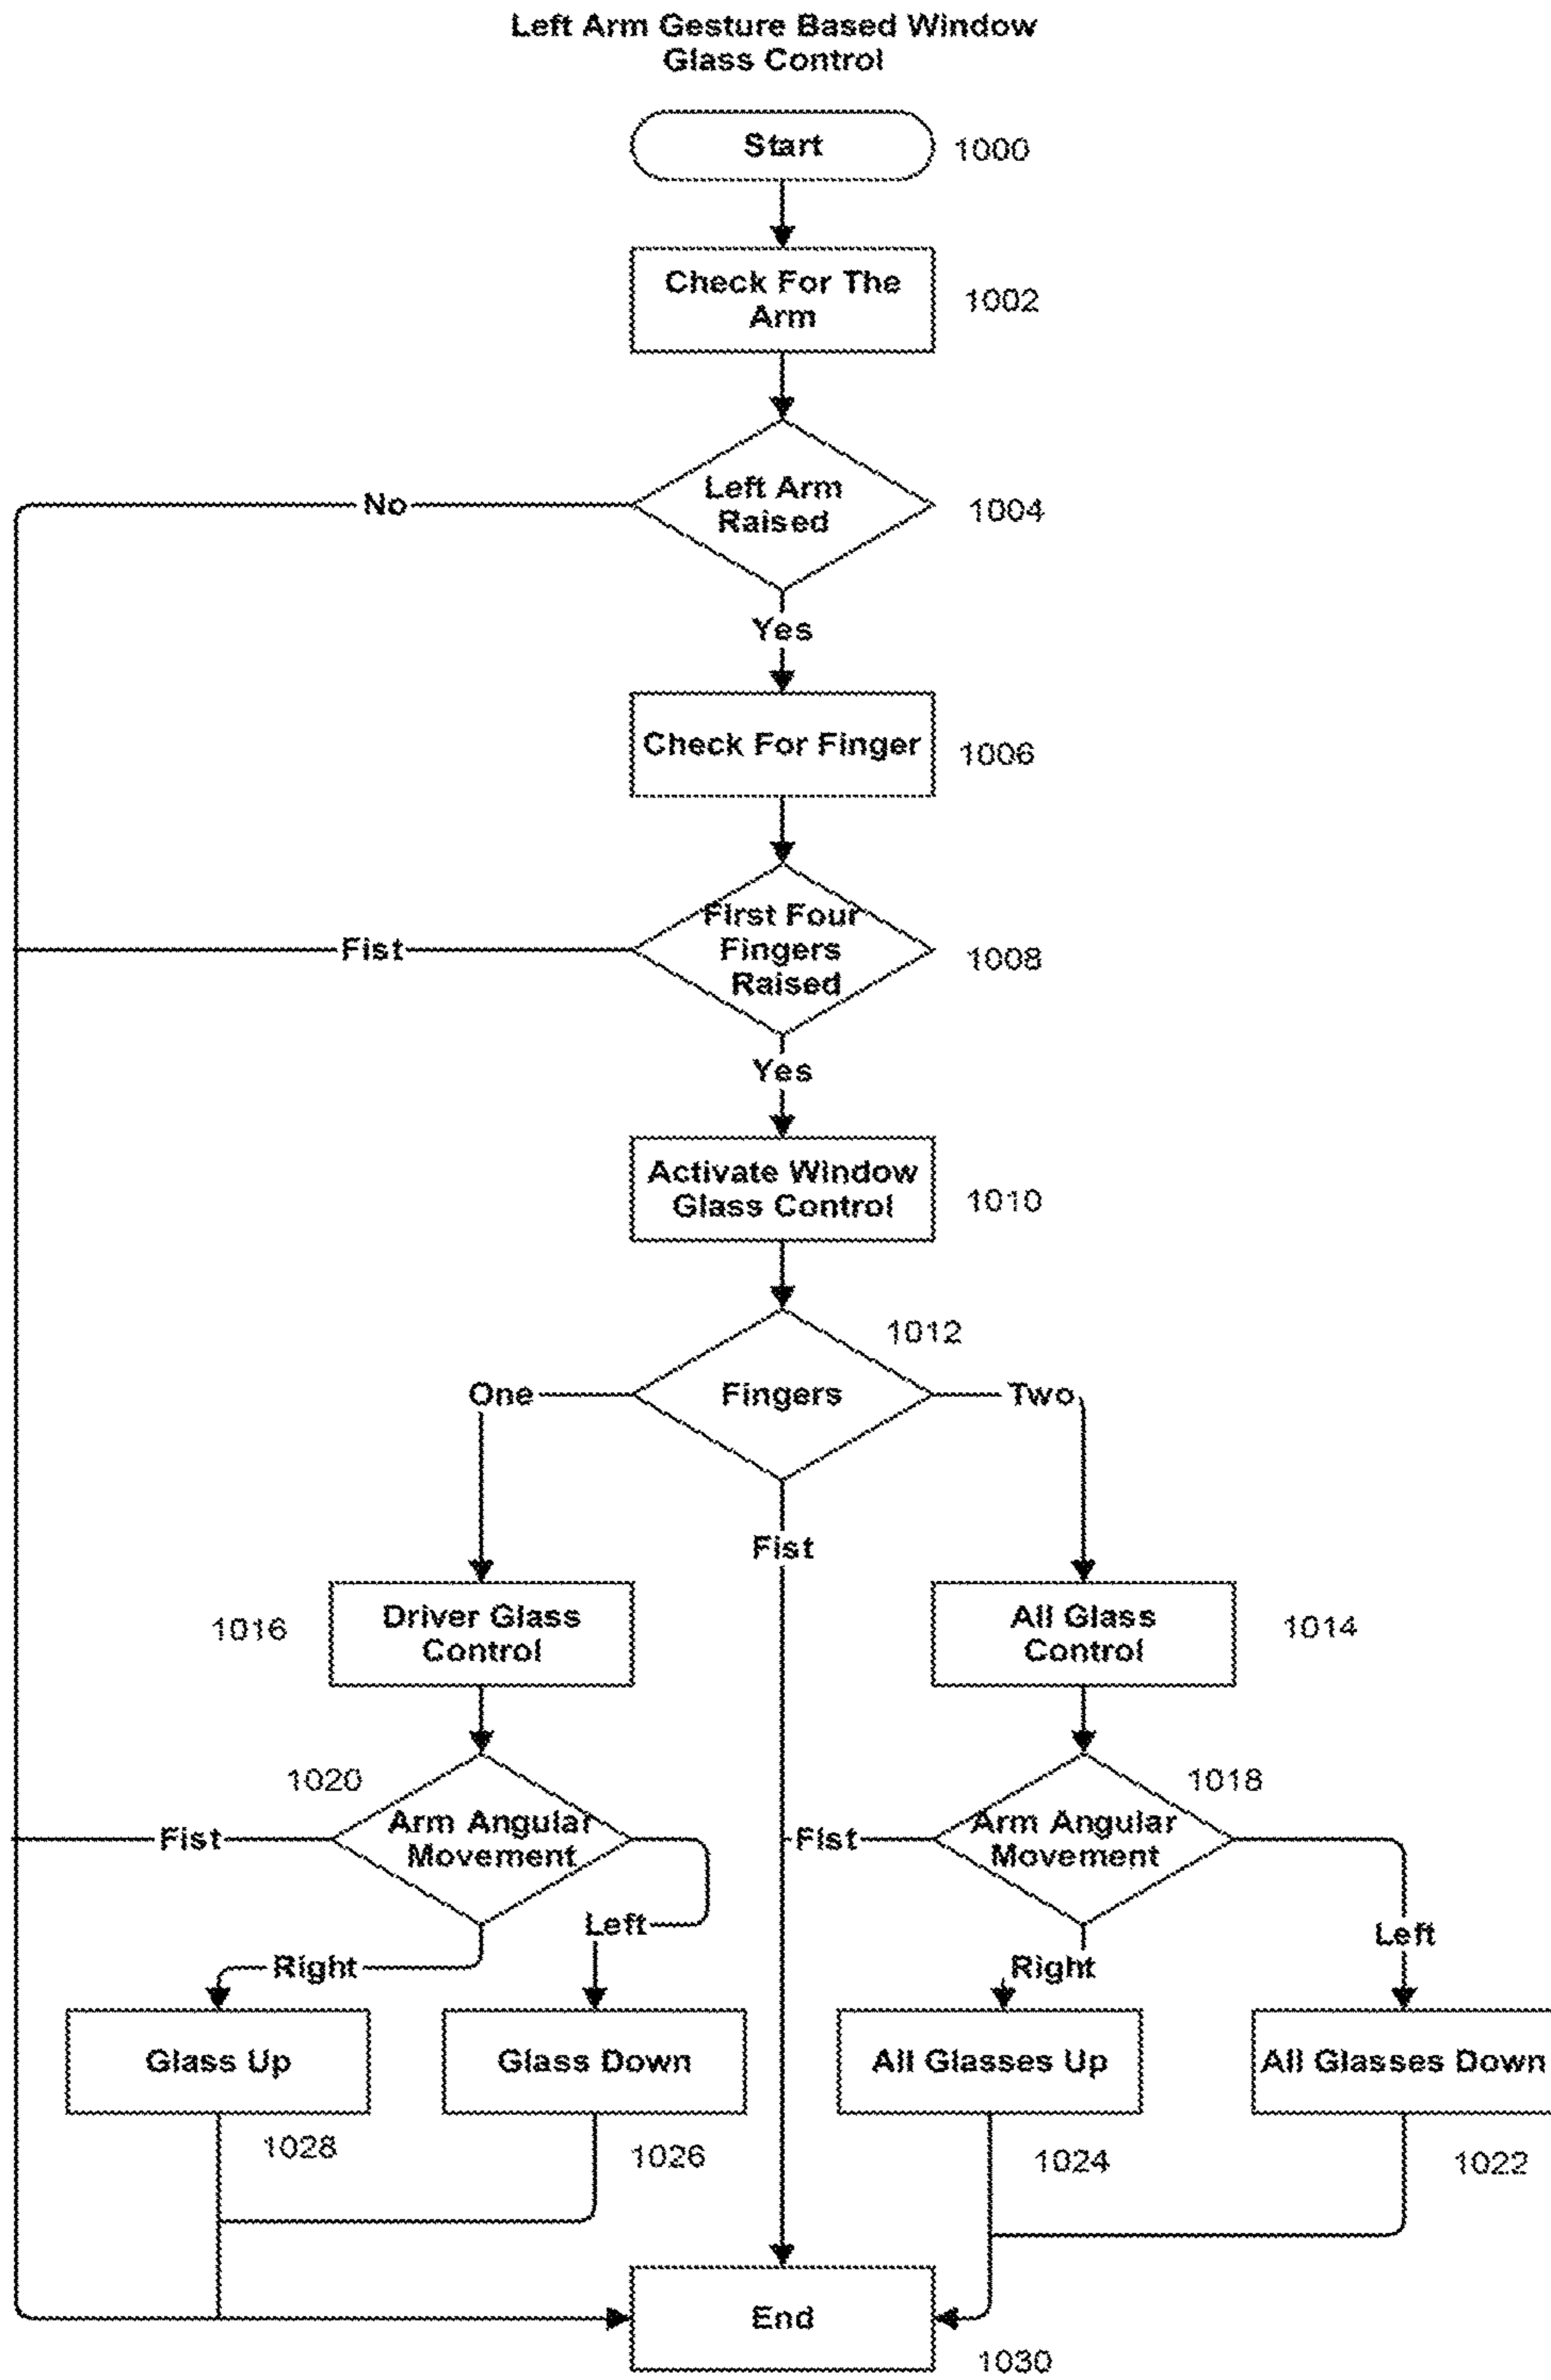 Left Arm Gesture Based Window
Glass Control
Start
1000
Check For The
Arm
1002
Left Arm
Raised
1004
No
Yes
Check For Finger
1006
First Four
Fingers
Raised
1008
Fist
Yes
Activate Window
Glass Control
1010
1012
One
Fingers
Two
Fist
1016
Driver Glass
Control
All Glass
Control
1014
1020
1018
Fist
Arm Angular
Movement
Fist
Arm Angular
Movement
Left
Left
Right
Right
Glass Up
Glass Down
All Glasses Up
All Glasses Down
1028
1026
1024
1022
End
1030